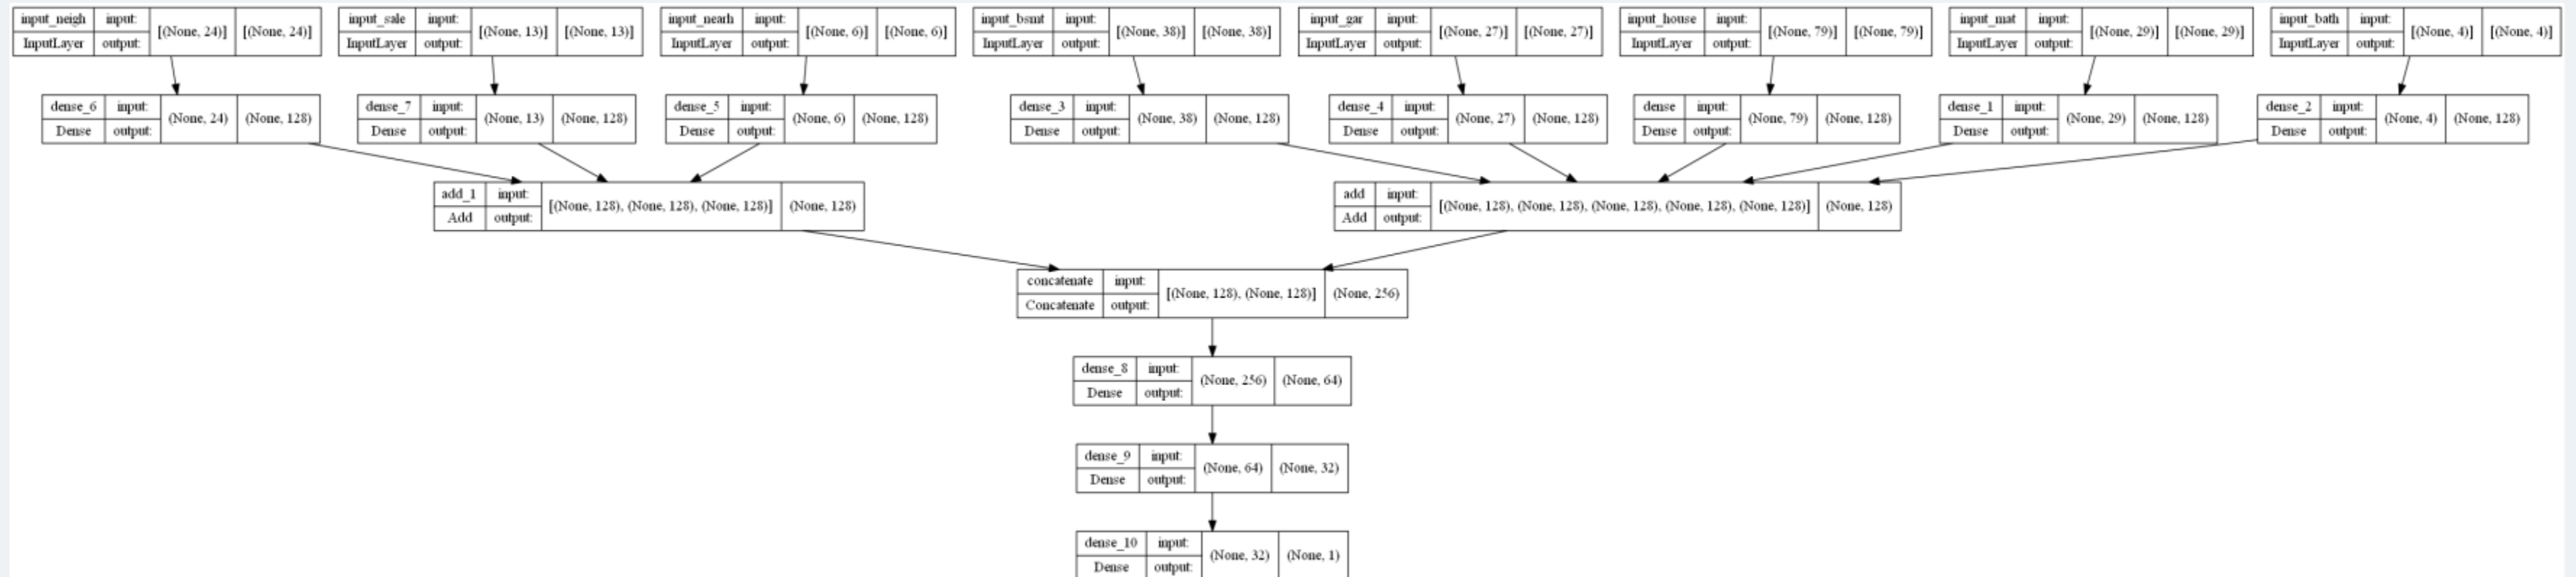 input_neigh input: [(None, 24)] [(None, 24)]
InputLayer output:
input_sale input: [(None, 13)] [(None, 13)]
InputLayer output:
input_nearh input: [(None, 6)] [(None, 6)]
InputLayer output:
input_bsmt input: [(None, 38)] [(None, 38)]
InputLayer output:
input_gar input: [(None, 27)] [(None, 27)]
InputLayer output:
input_house input: [(None, 79)] [(None, 79)]
InputLayer output:
input_mat input: [(None, 29)] [(None, 29)]
InputLayer output:
input_bath input: [(None, 4)] [(None, 4)]
InputLayer output:
dense_6 input: (None, 24) (None, 128)
Dense output:
dense_7 input: (None, 13) (None, 128)
Dense output:
dense_5 input: (None, 6) (None, 128)
Dense output:
dense_3 input: (None, 38) (None, 128)
Dense output:
dense_4 input: (None, 27) (None, 128)
Dense output:
dense input: (None, 79) (None, 128)
Dense output:
dense_1 input: (None, 29) (None, 128)
Dense output:
dense_2 input: (None, 4) (None, 128)
Dense output:
add_1 input: [(None, 128), (None, 128), (None, 128)] (None, 128)
Add output:
add input: [(None, 128), (None, 128), (None, 128), (None, 128), (None, 128)] (None, 128)
Add output:
concatenate input: [(None, 128), (None, 128)] (None, 256)
Concatenate output:
dense_8 input: (None, 256) (None, 64)
Dense output:
dense_9 input: (None, 64) (None, 32)
Dense output:
dense_10 input: (None, 32) (None, 1)
Dense output: